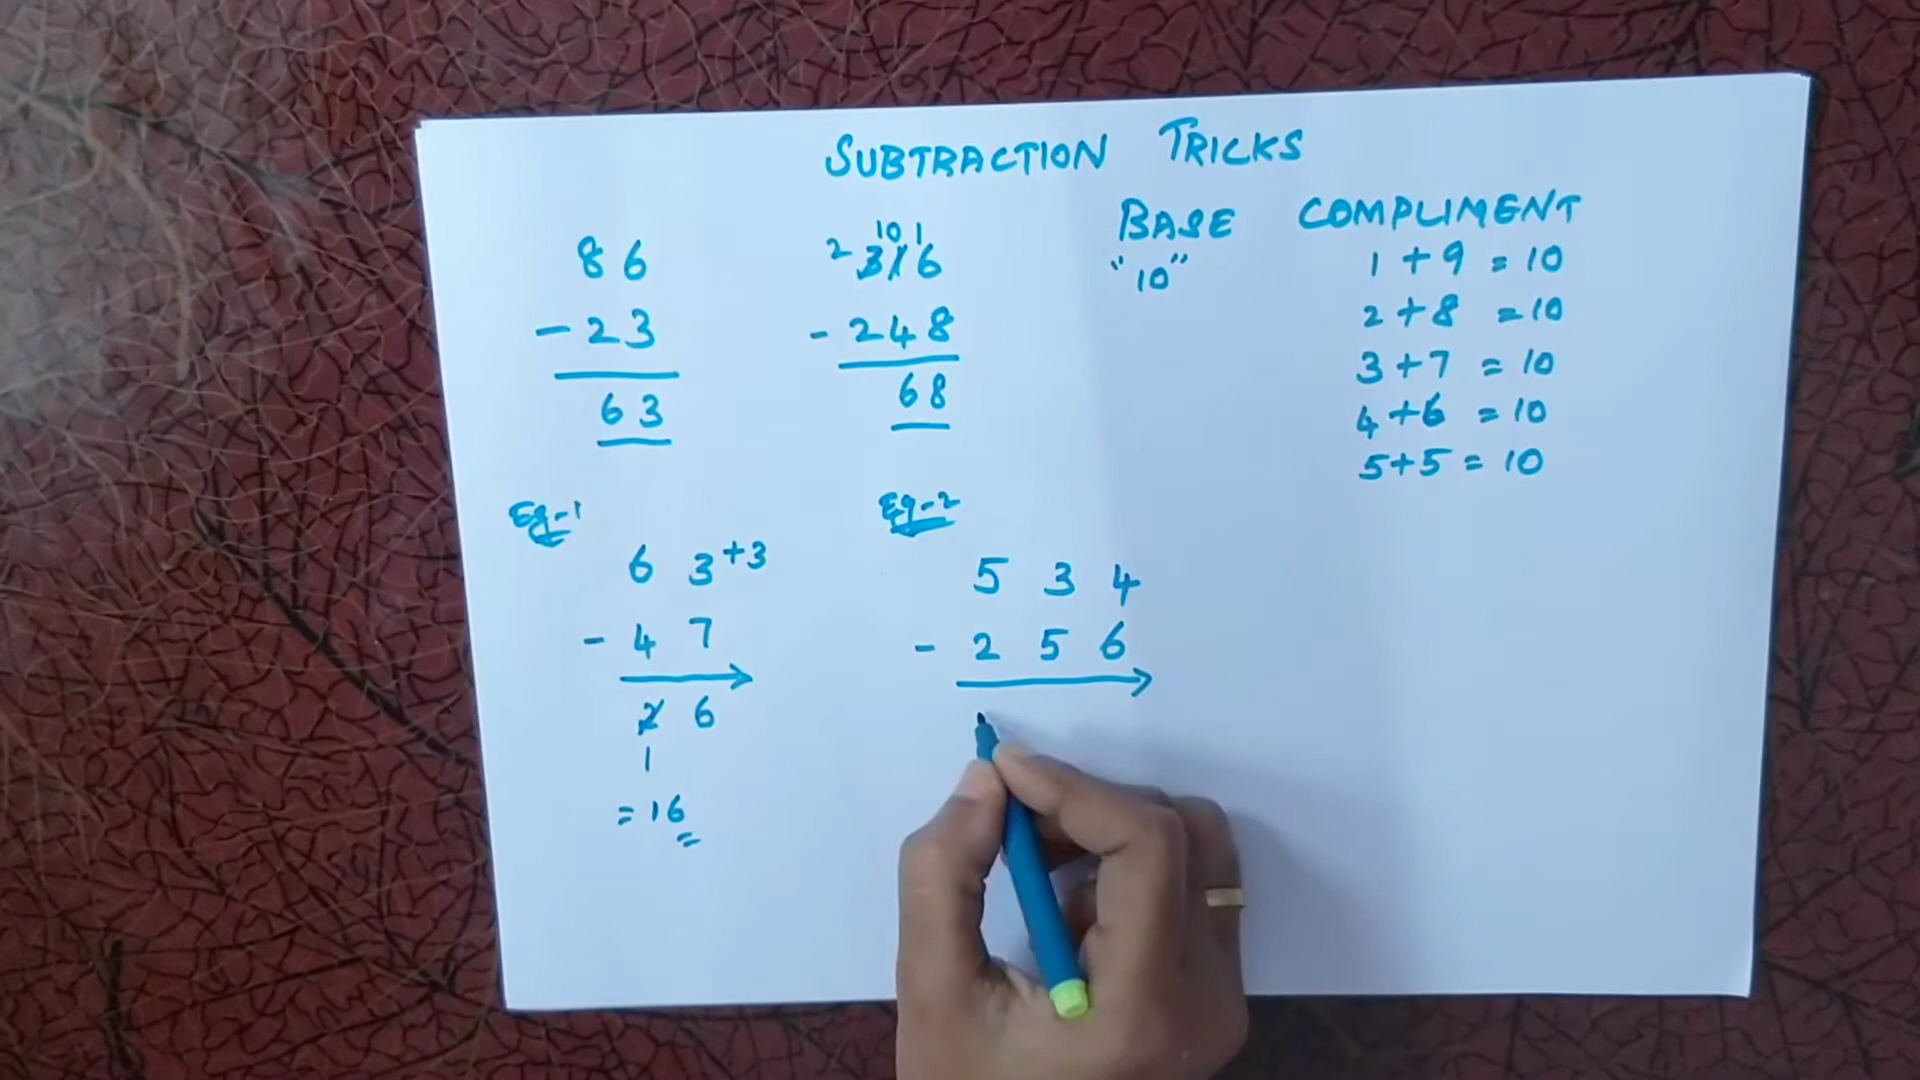 SUBTRACTION TRICKS
86
- 23
63
10 1
2 316
- 248
68
BASE COMPLIMENT
"10"
1 + 9 = 10
2 + 8 = 10
3 + 7 = 10
4 + 6 = 10
5 + 5 = 10
Eg-1
6 3 +3
- 4 7
2 6
1
= 16
Eg-2
5 3 4
- 2 5 6